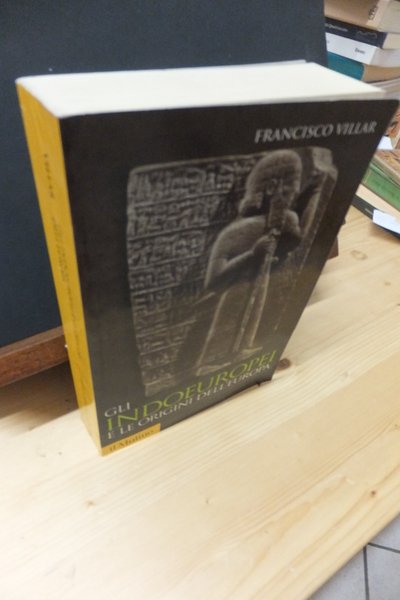 FRANCISCO VILLAR
GLI
INDOEUROPEI
E LE ORIGINI DELL'EUROPA
il Mulino